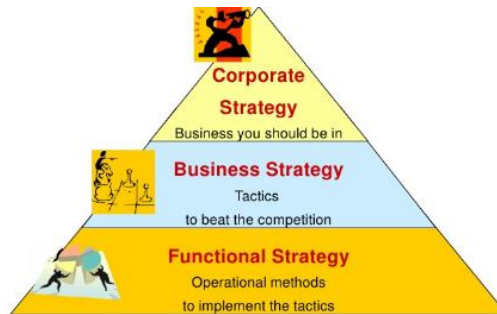 Corporate
Strategy
Business you should be in
Business Strategy
Tactics
to beat the competition
Functional Strategy
Operational methods
to implement the tactics